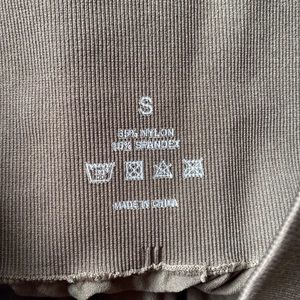 S
90% NYLON
10% SPANDEX
MADE IN CHINA